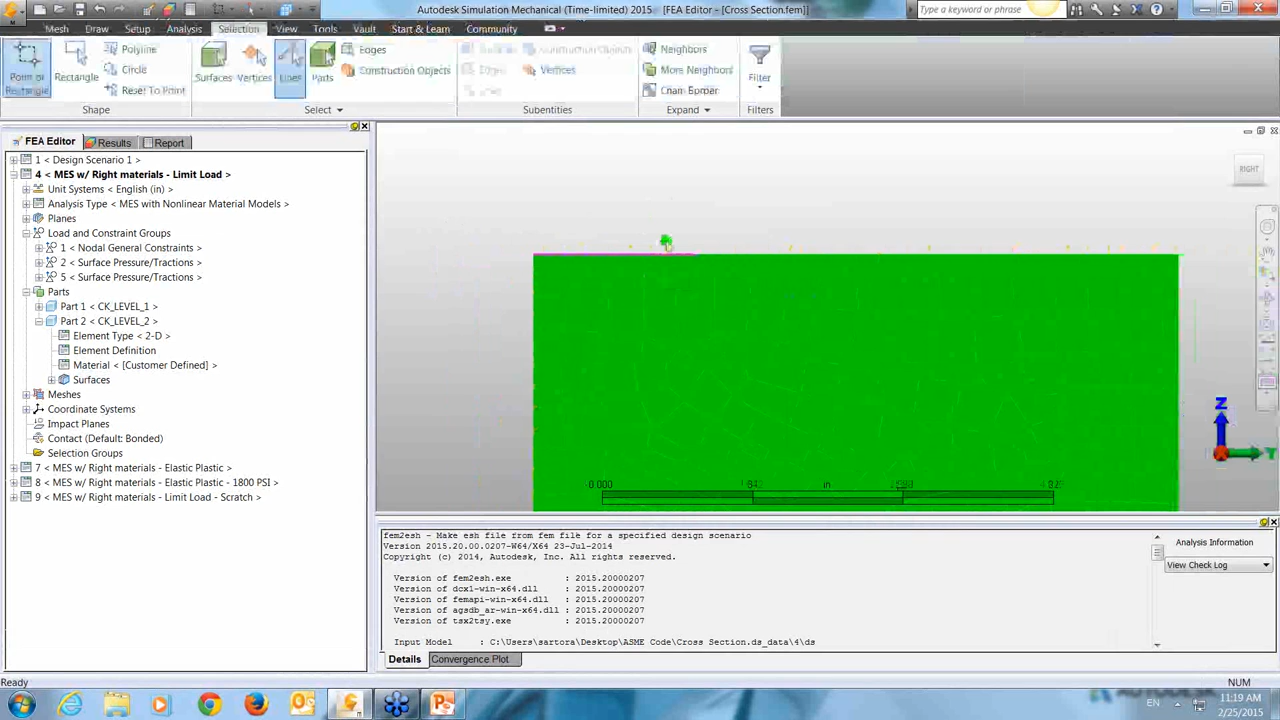 Autodesk Simulation Mechanical (Time-limited) 2015 - [FEA Editor - [Cross Section.fem]]
Type a keyword or phrase
Mesh Draw Setup Analysis Selection View Tools Vault Start & Learn Community
Point or Rectangle
Rectangle
Polyline
Circle
Reset To Point
Shape
Surfaces
Vertices
Lines
Parts
Edges
Construction Objects
Select
Surfaces
Construction Objects
Edges
Vertices
Lines
Subentities
Neighbors
More Neighbors
Chain Border
Expand
Filter
Filters
FEA Editor Results Report
1 < Design Scenario 1 >
4 < MES w/ Right materials - Limit Load >
Unit Systems < English (in) >
Analysis Type < MES with Nonlinear Material Models >
Planes
Load and Constraint Groups
1 < Nodal General Constraints >
2 < Surface Pressure/Tractions >
5 < Surface Pressure/Tractions >
Parts
Part 1 < CK_LEVEL_1 >
Part 2 < CK_LEVEL_2 >
Element Type < 2-D >
Element Definition
Material < [Customer Defined] >
Surfaces
Meshes
Coordinate Systems
Impact Planes
Contact (Default: Bonded)
Selection Groups
7 < MES w/ Right materials - Elastic Plastic >
8 < MES w/ Right materials - Elastic Plastic - 1800 PSI >
9 < MES w/ Right materials - Limit Load - Scratch >
RIGHT
Z
Y
0.000
in
fem2esh - Make esh file from fem file for a specified design scenario
Version 2015.20.00.0207-W64/X64 23-Jul-2014
Copyright (c) 2014, Autodesk, Inc. All rights reserved.
Version of fem2esh.exe : 2015.20000207
Version of dcx1-win-x64.dll : 2015.20000207
Version of femapi-win-x64.dll : 2015.20000207
Version of agsdb_ar-win-x64.dll : 2015.20000207
Version of tsx2tsy.exe : 2015.20000207
Input Model : C:\Users\sartora\Desktop\ASME Code\Cross Section.ds_data\4\ds
Analysis Information
View Check Log
Details Convergence Plot
Ready
NUM
EN
11:19 AM
2/25/2015